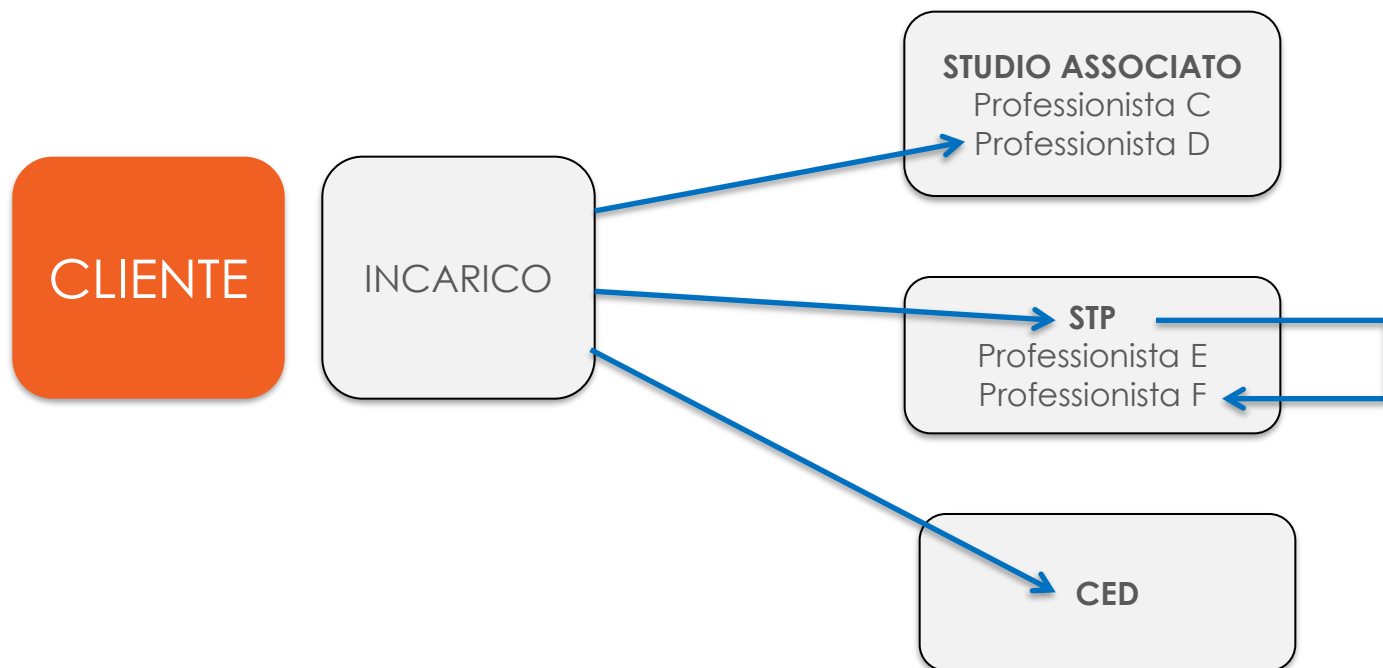 CLIENTE
INCARICO
STUDIO ASSOCIATO
Professionista C
Professionista D
STP
Professionista E
Professionista F
CED